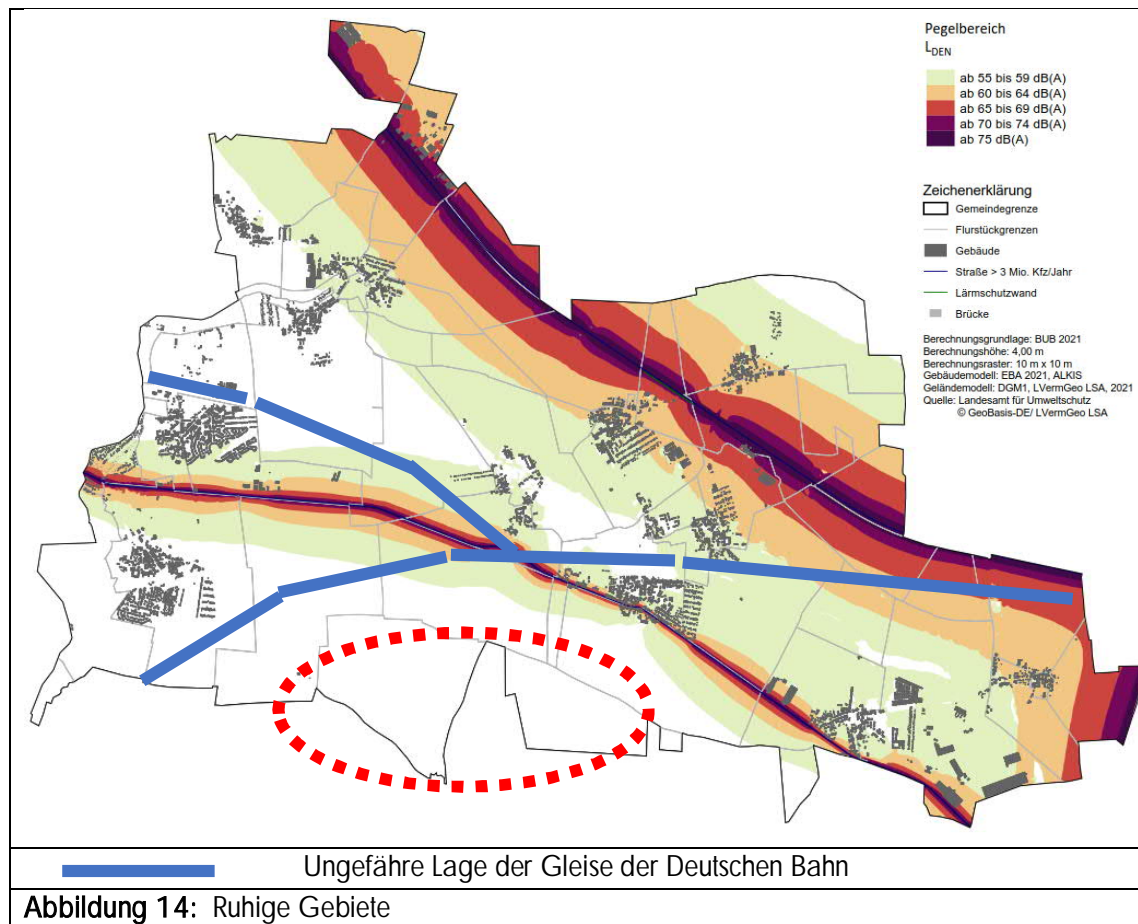 Pegelbereich
LDEN
ab 55 bis 59 dB(A)
ab 60 bis 64 dB(A)
ab 65 bis 69 dB(A)
ab 70 bis 74 dB(A)
ab 75 dB(A)
Zeichenerklärung
Gemeindegrenze
Flurstückgrenzen
Gebäude
Straße > 3 Mio. Kfz/Jahr
Lärmschutzwand
Brücke
Berechnungsgrundlage: BUB 2021
Berechnungshöhe: 4,00 m
Berechnungsraster: 10 m x 10 m
Gebäudemodell: EBA 2021, ALKIS
Geländemodell: DGM1, LVermGeo LSA, 2021
Quelle: Landesamt für Umweltschutz
© GeoBasis-DE/ LVermGeo LSA
Ungefähre Lage der Gleise der Deutschen Bahn
Abbildung 14: Ruhige Gebiete